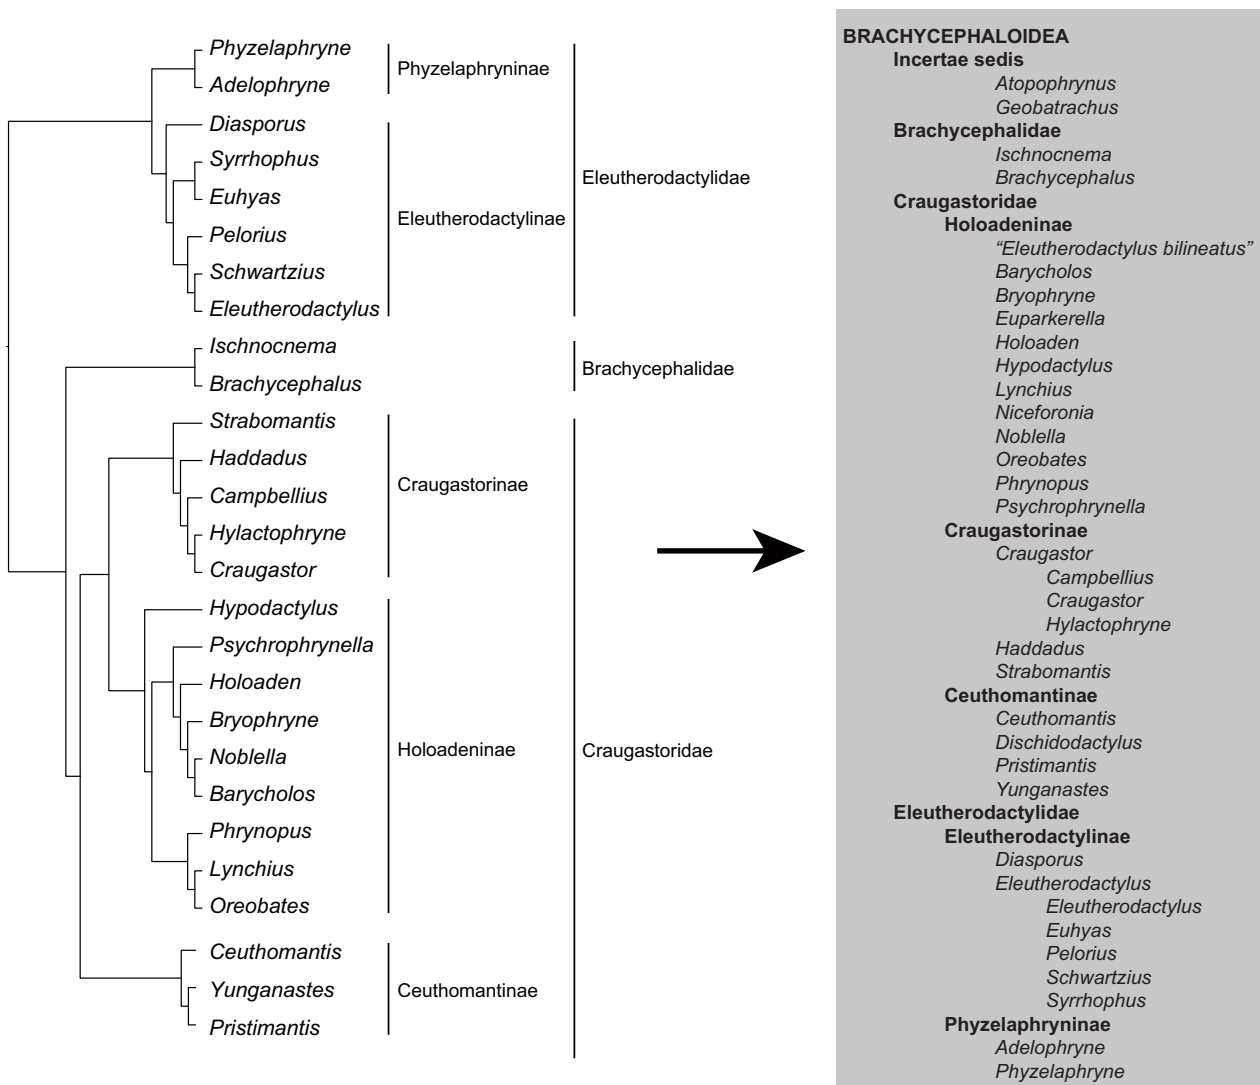 Phyzelaphryne
Adelophryne
Diasporus
Syrrhophus
Euhyas
Pelorius
Schwartzius
Eleutherodactylus
Ischnocnema
Brachycephalus
Strabomantis
Haddadus
Campbellius
Hylactophryne
Craugastor
Hypodactylus
Psychrophrynella
Holoaden
Bryophryne
Noblella
Barycholos
Phrynopus
Lynchius
Oreobates
Ceuthomantis
Yunganastes
Pristimantis
Phyzelaphryninae
Eleutherodactylinae
Craugastorinae
Holoadeninae
Ceuthomantinae
Eleutherodactylidae
Brachycephalidae
Craugastoridae
BRACHYCEPHALOIDEA
Incertae sedis
Atopophrynus
Geobatrachus
Brachycephalidae
Ischnocnema
Brachycephalus
Craugastoridae
Holoadeninae
“Eleutherodactylus bilineatus”
Barycholos
Bryophryne
Euparkerella
Holoaden
Hypodactylus
Lynchius
Niceforonia
Noblella
Oreobates
Phrynopus
Psychrophrynella
Craugastorinae
Craugastor
Campbellius
Craugastor
Hylactophryne
Haddadus
Strabomantis
Ceuthomantinae
Ceuthomantis
Dischidodactylus
Pristimantis
Yunganastes
Eleutherodactylidae
Eleutherodactylinae
Diasporus
Eleutherodactylus
Eleutherodactylus
Euhyas
Pelorius
Schwartzius
Syrrhophus
Phyzelaphryninae
Adelophryne
Phyzelaphryne